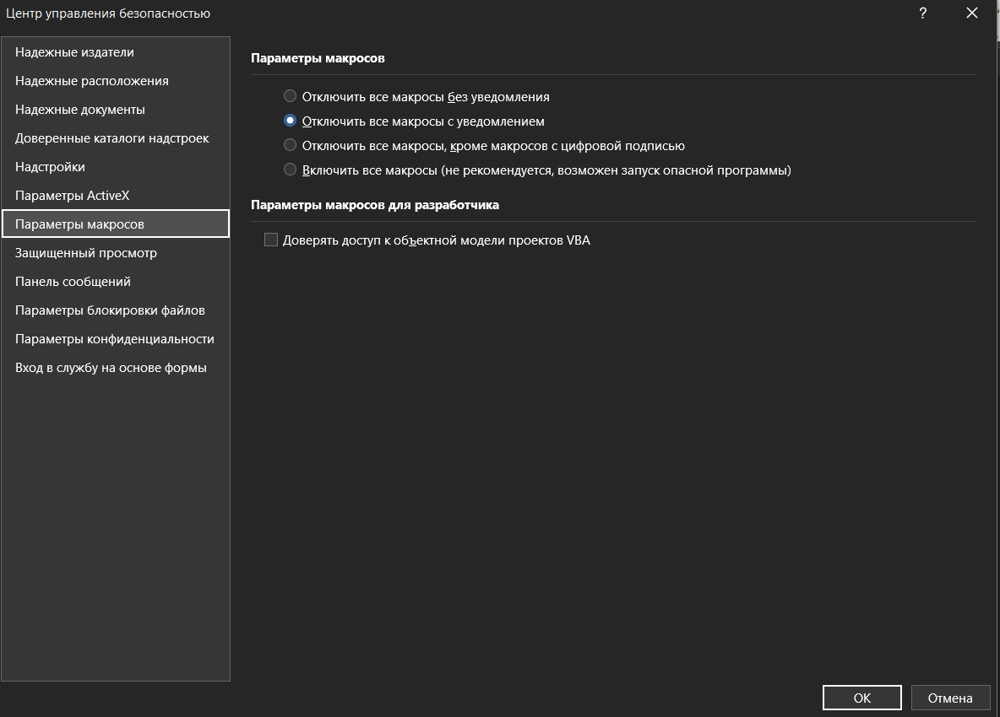 Центр управления безопасностью
?
Надежные издатели
Надежные расположения
Надежные документы
Доверенные каталоги надстроек
Надстройки
Параметры ActiveX
Параметры макросов
Защищенный просмотр
Панель сообщений
Параметры блокировки файлов
Параметры конфиденциальности
Вход в службу на основе формы
Параметры макросов
Отключить все макросы без уведомления
Отключить все макросы с уведомлением
Отключить все макросы, кроме макросов с цифровой подписью
Включить все макросы (не рекомендуется, возможен запуск опасной программы)
Параметры макросов для разработчика
Доверять доступ к объектной модели проектов VBA
ОК
Отмена